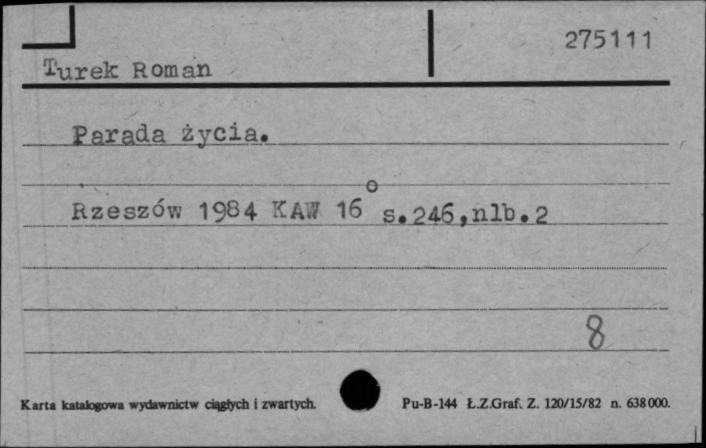 275111
Turek Roman
Parada życia.
Rzeszów 1984 KAW 16° s.246,nlb.2
8
Karta katalogowa wydawnictw ciągłych i zwartych. Pu-B-144 Ł.Z.Graf. Z. 120/15/82 n. 638000.